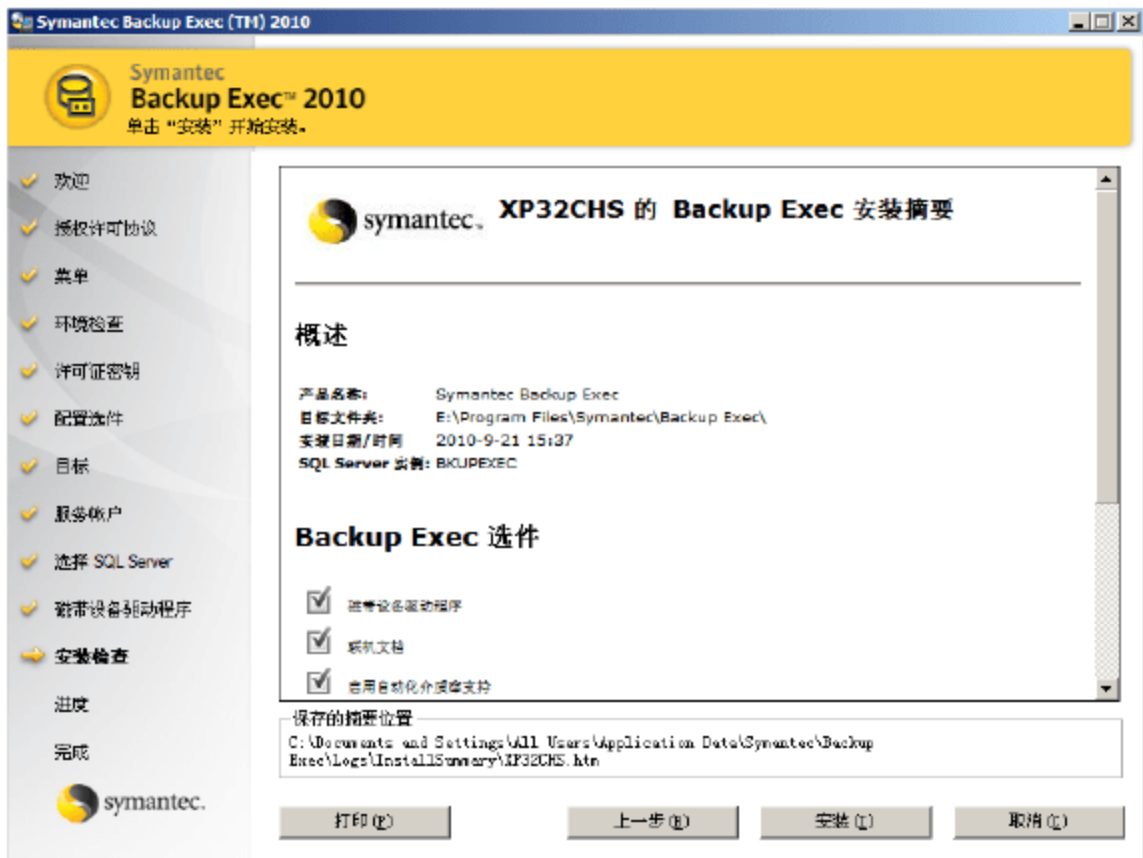 Symantec Backup Exec (TM) 2010
Symantec
Backup Exec™ 2010
单击 “安装” 开始安装。
欢迎
授权许可协议
菜单
环境检查
许可证密钥
配置选件
目标
服务帐户
选择 SQL Server
磁带设备驱动程序
安装检查
进度
完成
symantec.
symantec.
XP32CHS 的 Backup Exec 安装摘要
概述
产品名称: Symantec Backup Exec
目标文件夹: E:\Program Files\Symantec\Backup Exec\
安装日期/时间 2010-9-21 15:37
SQL Server 实例: BKUPEXEC
Backup Exec 选件
磁带设备驱动程序
联机文档
启用自动化介质库支持
保存的摘要位置
C:\Documents and Settings\All Users\Application Data\Symantec\Backup
Exec\Logs\InstallSummary\XP32CHS.htm
打印(P)
上一步(B)
安装(I)
取消(C)